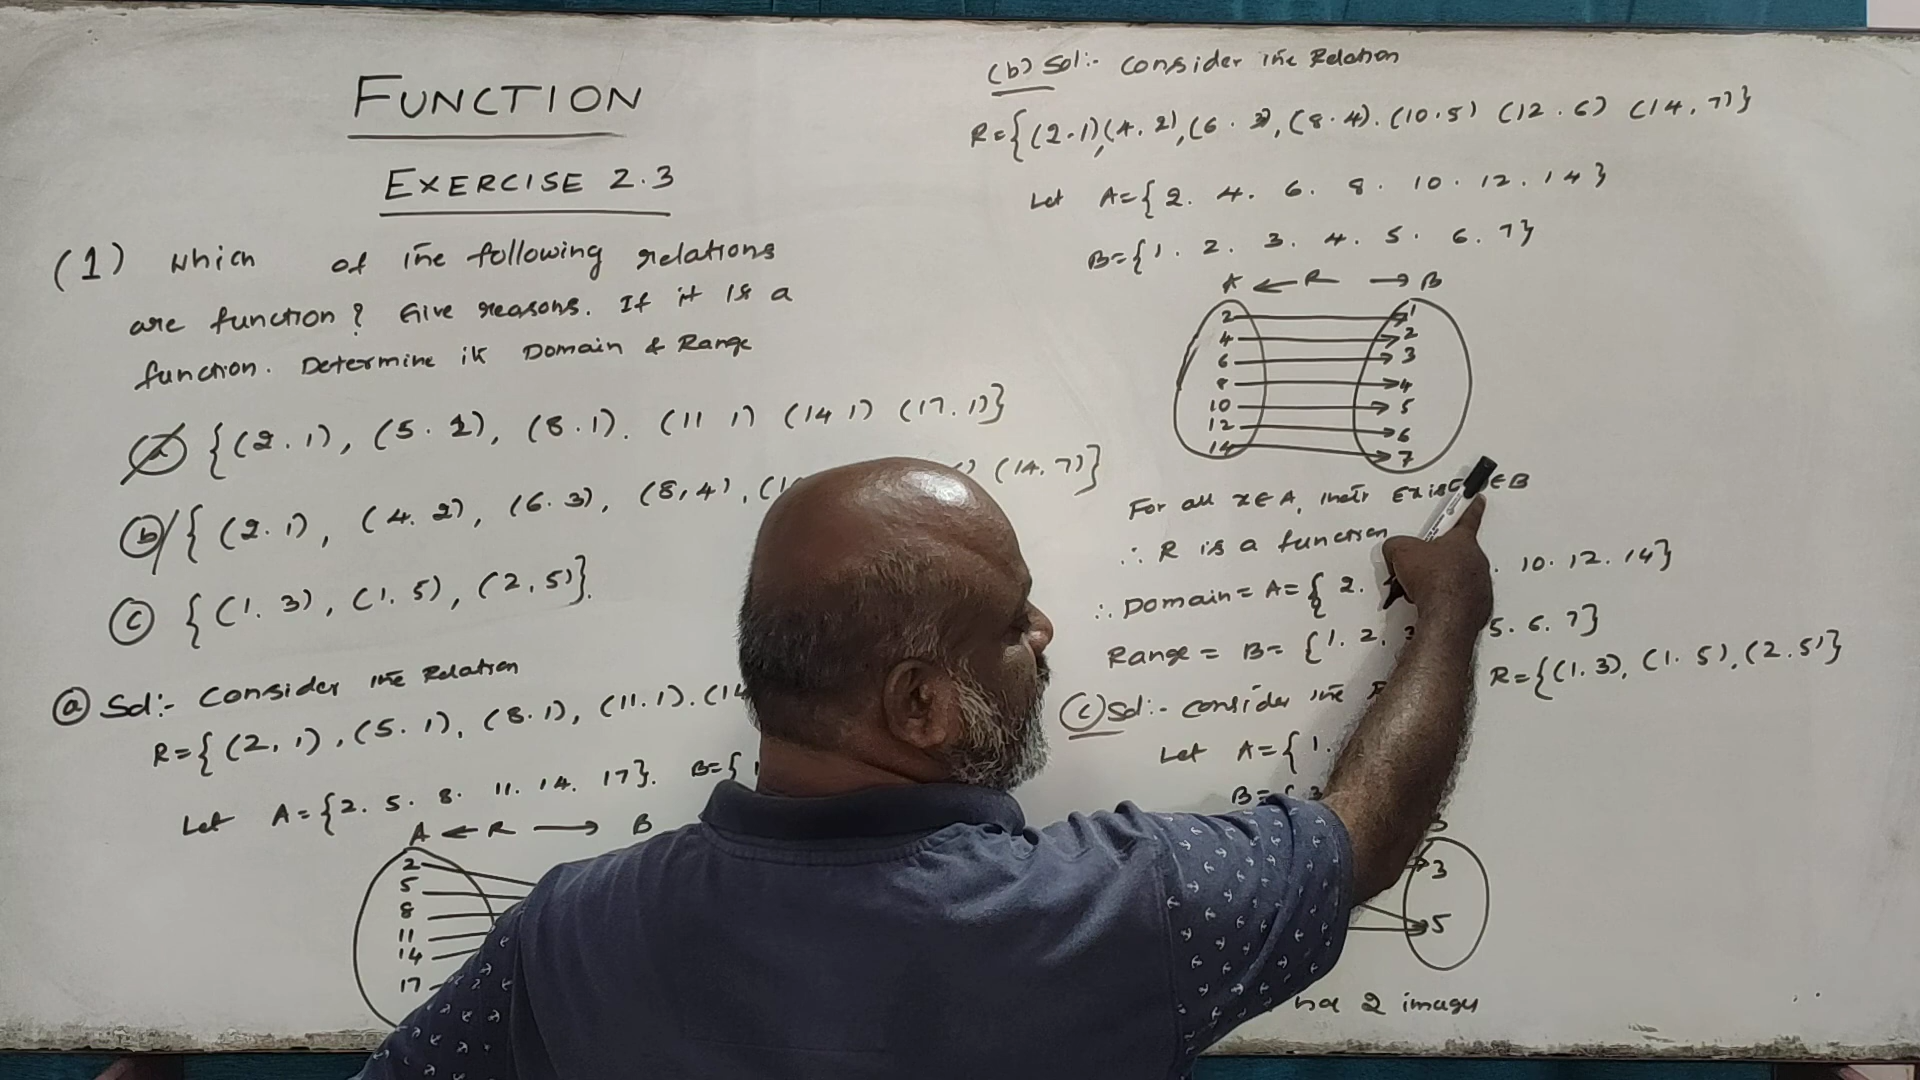 FUNCTION
EXERCISE 2.3
(1) Which of the following relations
are function? Give reasons. If it is a
function. Determine its Domain & Range
(a) {(2.1), (5.1), (8.1). (11 1) (14 1) (17.1)}
(b) {(2.1), (4.2), (6.3), (8,4), (14.7)}
(c) {(1.3), (1.5), (2.5)}.
(a) Sol:- Consider the Relation
R={(2,1),(5.1),(8.1),(11.1).
Let A={2. 5. 8. 11. 14. 17}. B={
A ← R → B
2
5
8
11
14
17
(b) Sol:- Consider the Relation
R={(2.1)(4.2),(6.3),(8.4).(10.5) (12.6) (14.7)}
Let A={2. 4. 6. 8. 10. 12. 14}
B={1. 2. 3. 4. 5. 6. 7}
A ← R → B
2 1
4 2
6 3
8 4
10 5
12 6
14 7
For all x∈A, ∈B
∴ R is a function
∴ Domain = A={2. 10. 12. 14}
Range = B= {1. 2. 5. 6. 7}
(c) Sol:- Consider the R={(1.3), (1.5), (2.5)}
Let A={1.
B={3
3
5
2 images